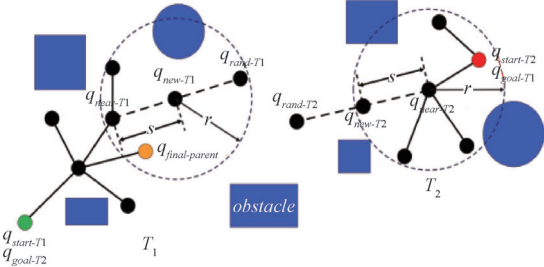 q_rand-T1
q_new-T1
q_near-T1
s
r
q_final-parent
q_start-T1
q_goal-T2
T_1
obstacle
q_start-T2
q_goal-T1
s
r
q_near-T2
q_rand-T2
q_new-T2
T_2